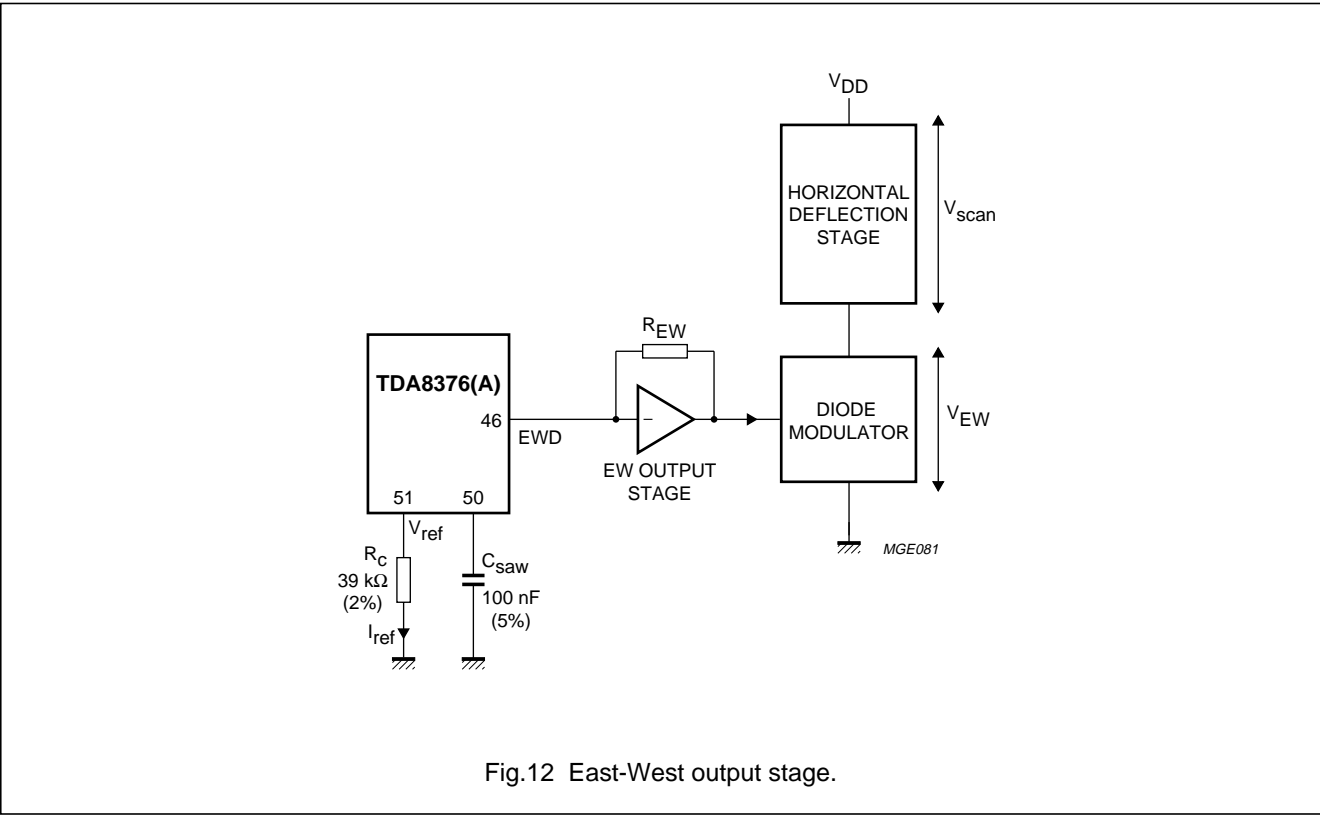 VDD
HORIZONTAL
DEFLECTION
STAGE
Vscan
REW
TDA8376(A)
46
EWD
EW OUTPUT
STAGE
DIODE
MODULATOR
VEW
51
50
Vref
RC
39 kΩ
(2%)
Iref
Csaw
100 nF
(5%)
MGE081
Fig.12 East-West output stage.